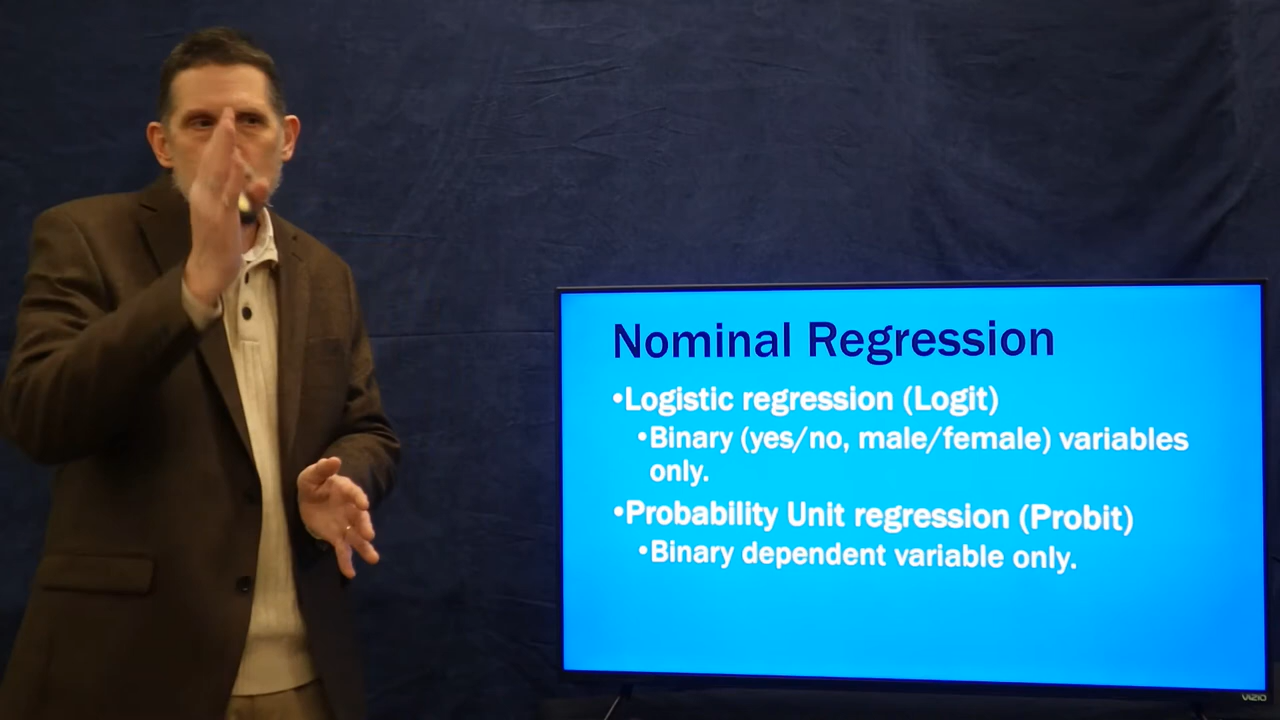 Nominal Regression
•Logistic regression (Logit)
•Binary (yes/no, male/female) variables
only.
•Probability Unit regression (Probit)
•Binary dependent variable only.
VIZIO